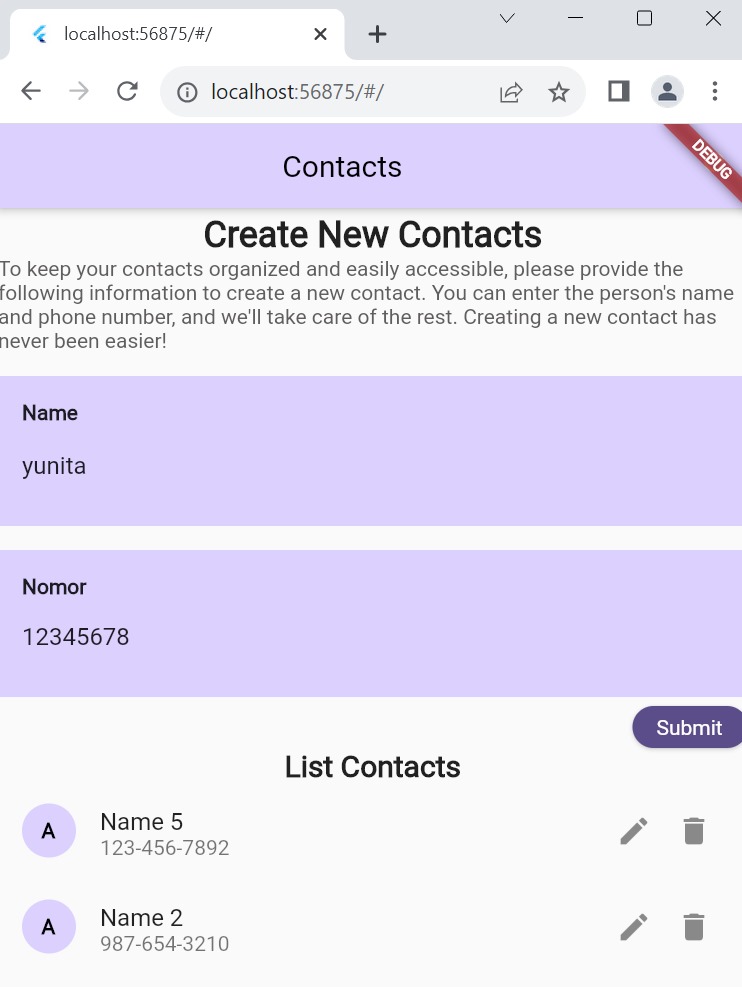 localhost:56875/#/
localhost:56875/#/
Contacts
DEBUG
Create New Contacts
To keep your contacts organized and easily accessible, please provide the
following information to create a new contact. You can enter the person's name
and phone number, and we'll take care of the rest. Creating a new contact has
never been easier!
Name
yunita
Nomor
12345678
Submit
List Contacts
A
Name 5
123-456-7892
A
Name 2
987-654-3210